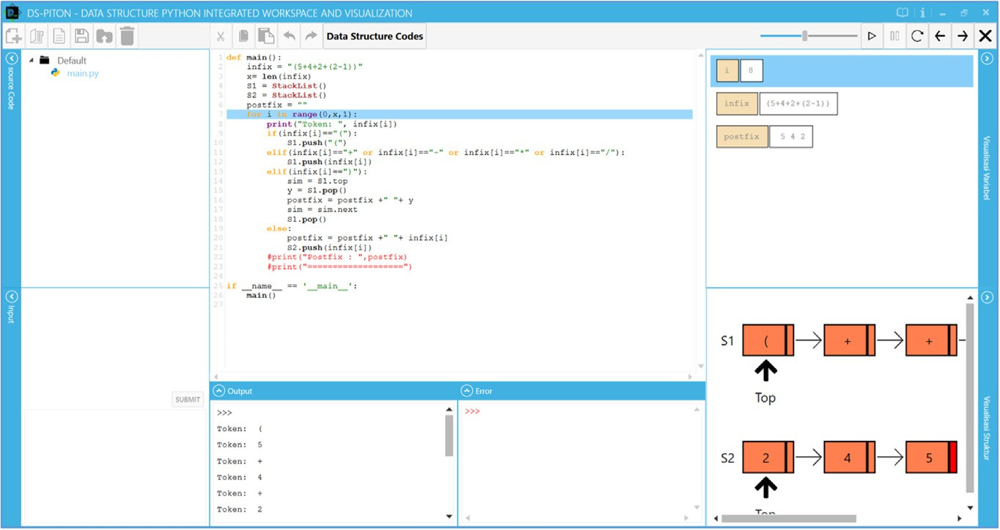 DS-PITON - DATA STRUCTURE PYTHON INTEGRATED WORKSPACE AND VISUALIZATION
Data Structure Codes
source Code
Default
main.py
1 def main():
2 infix = "(5+4+2+(2-1))"
3 x= len(infix)
4 S1 = StackList()
5 S2 = StackList()
6 postfix = ""
7 for i in range(0,x,1):
8 print("Token: ", infix[i])
9 if(infix[i]=="("):
10 S1.push("(")
11 elif(infix[i]=="+" or infix[i]=="-" or infix[i]=="*" or infix[i]=="/"):
12 S1.push(infix[i])
13 elif(infix[i]==")"):
14 sim = S1.top
15 y = S1.pop()
16 postfix = postfix +" "+ y
17 sim = sim.next
18 S1.pop()
19 else:
20 postfix = postfix +" "+ infix[i]
21 S2.push(infix[i])
22 #print("Postfix : ",postfix)
23 #print("===================")
24
25 if __name__ == '__main__':
26 main()
27
i 8
infix (5+4+2+(2-1))
postfix 5 4 2
Visualisasi Variabel
Input
SUBMIT
Output
>>>
Token: (
Token: 5
Token: +
Token: 4
Token: +
Token: 2
Error
>>>
S1 ( + +
Top
S2 2 4 5
Top
Visualisasi Struktur